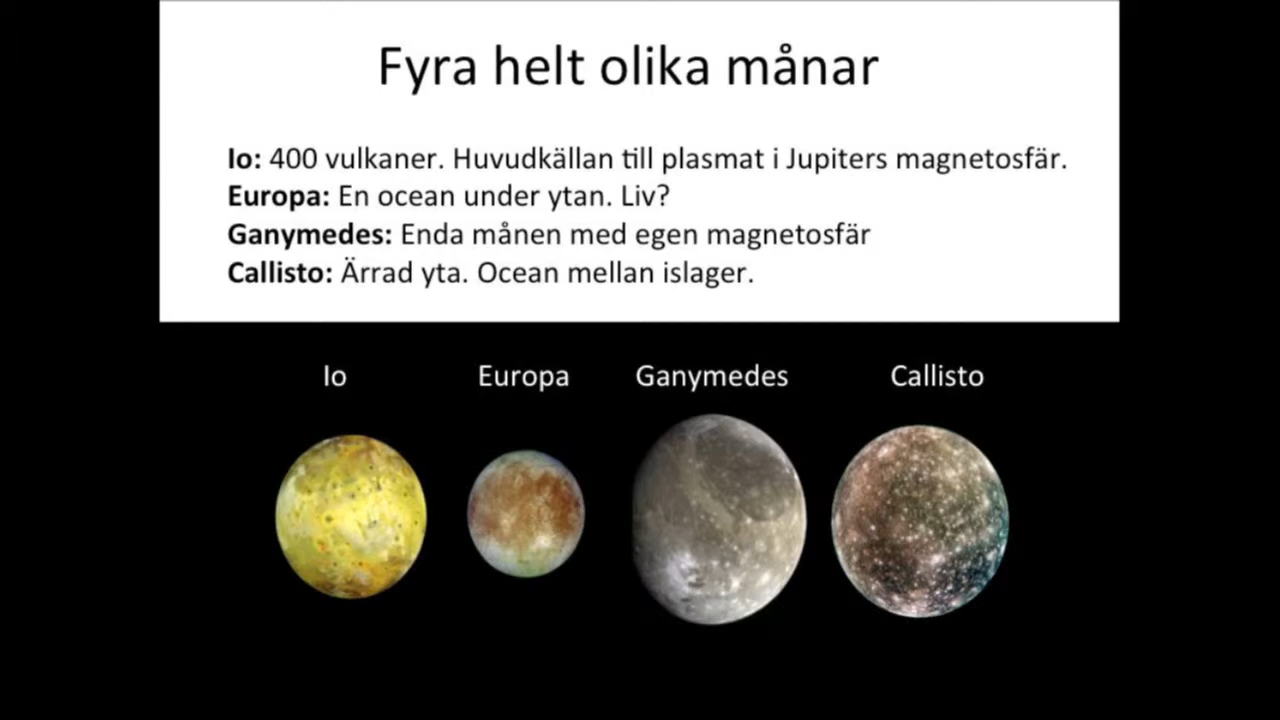 Fyra helt olika månar
Io: 400 vulkaner. Huvudkällan till plasmat i Jupiters magnetosfär.
Europa: En ocean under ytan. Liv?
Ganymedes: Enda månen med egen magnetosfär
Callisto: Ärrad yta. Ocean mellan islager.
Io Europa Ganymedes Callisto